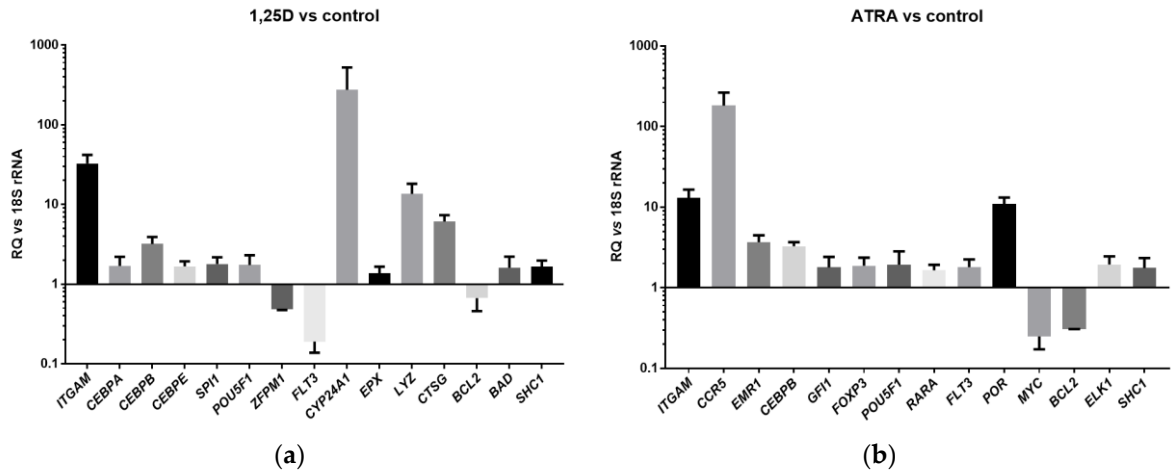 1,25D vs control
RQ vs 18S rRNA
1000
100
10
1
0.1
ITGAM
CEBPA
CEBPB
CEBPE
SPI1
POU5F1
ZFPM1
FLT3
CYP24A1
EPX
LYZ
CTSG
BCL2
BAD
SHC1
(a)
ATRA vs control
RQ vs 18S rRNA
1000
100
10
1
0.1
ITGAM
CCR5
EMR1
CEBPB
GFI1
FOXP3
POU5F1
RARA
FLT3
POR
MYC
BCL2
ELK1
SHC1
(b)